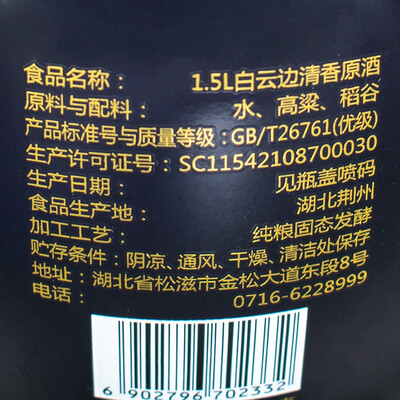 食品名称： 1.5L白云边清香原酒
原料与配料： 水、高粱、稻谷
产品标准号与质量等级：GB/T26761(优级)
生产许可证号： SC11542108700030
生产日期： 见瓶盖喷码
食品生产地： 湖北荆州
加工工艺： 纯粮固态发酵
贮存条件： 阴凉、通风、干燥、清洁处保存
地址：湖北省松滋市金松大道东段8号
电话： 0716-6228999
6 902796 702332